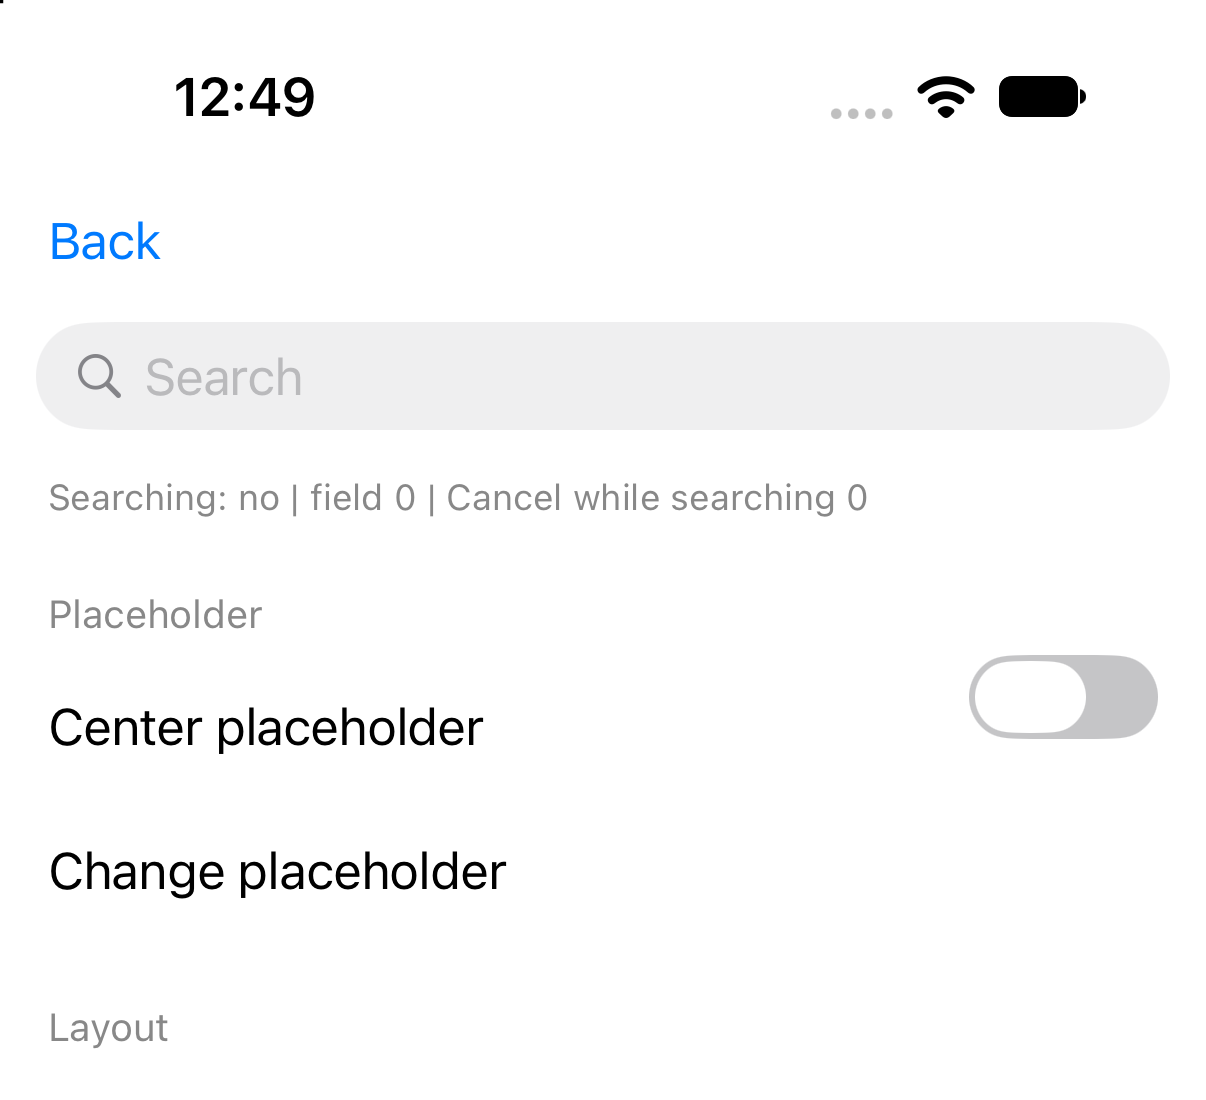 12:49
Back
Search
Searching: no | field 0 | Cancel while searching 0
Placeholder
Center placeholder
Change placeholder
Layout